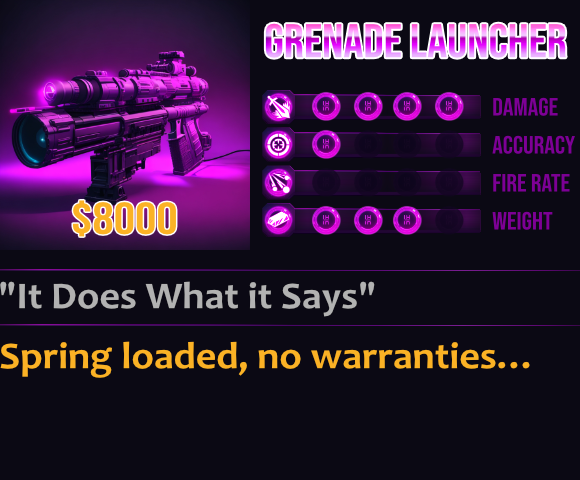 GRENADE LAUNCHER
DAMAGE
ACCURACY
FIRE RATE
WEIGHT
$8000
"It Does What it Says"
Spring loaded, no warranties...